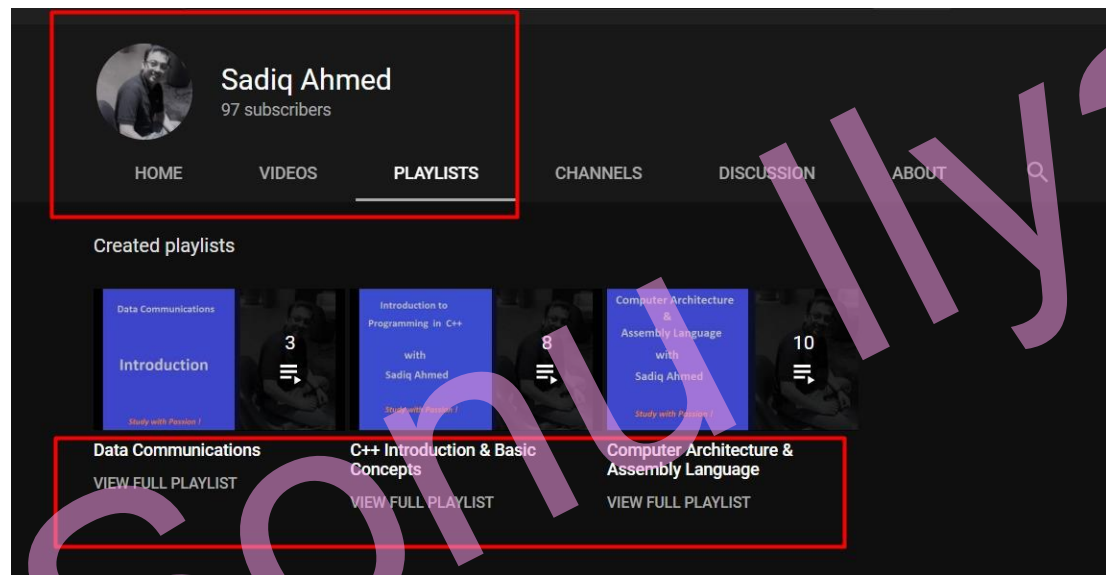 Sadiq Ahmed
97 subscribers
HOME VIDEOS PLAYLISTS CHANNELS DISCUSSION ABOUT
Created playlists
Data Communications
Introduction
Study with Passion !
3
Introduction to
Programming in C++
with
Sadiq Ahmed
Study with Passion !
8
Computer Architecture
&
Assembly Language
with
Sadiq Ahmed
Study with Passion !
10
Data Communications
VIEW FULL PLAYLIST
C++ Introduction & Basic
Concepts
VIEW FULL PLAYLIST
Computer Architecture &
Assembly Language
VIEW FULL PLAYLIST